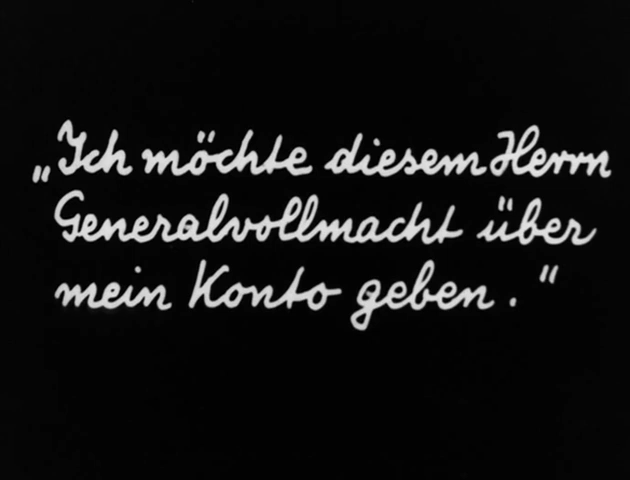 „Ich möchte diesem Herrn
Generalvollmacht über
mein Konto geben."